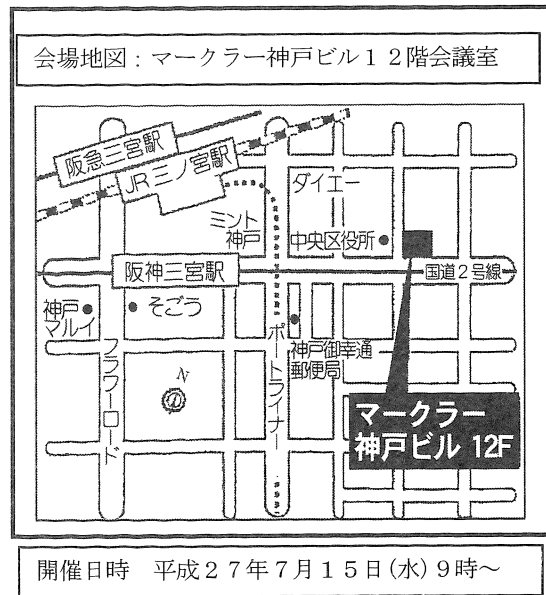 会場地図：マークラー神戸ビル１２階会議室
阪急三宮駅
JR三ノ宮駅
ダイエー
ミント
神戸
中央区役所
阪神三宮駅
国道2号線
神戸
マルイ
そごう
神戸御幸通
郵便局
ポートライナー
フラワーロード
N
マークラー
神戸ビル 12F
開催日時　平成２７年７月１５日(水)９時～